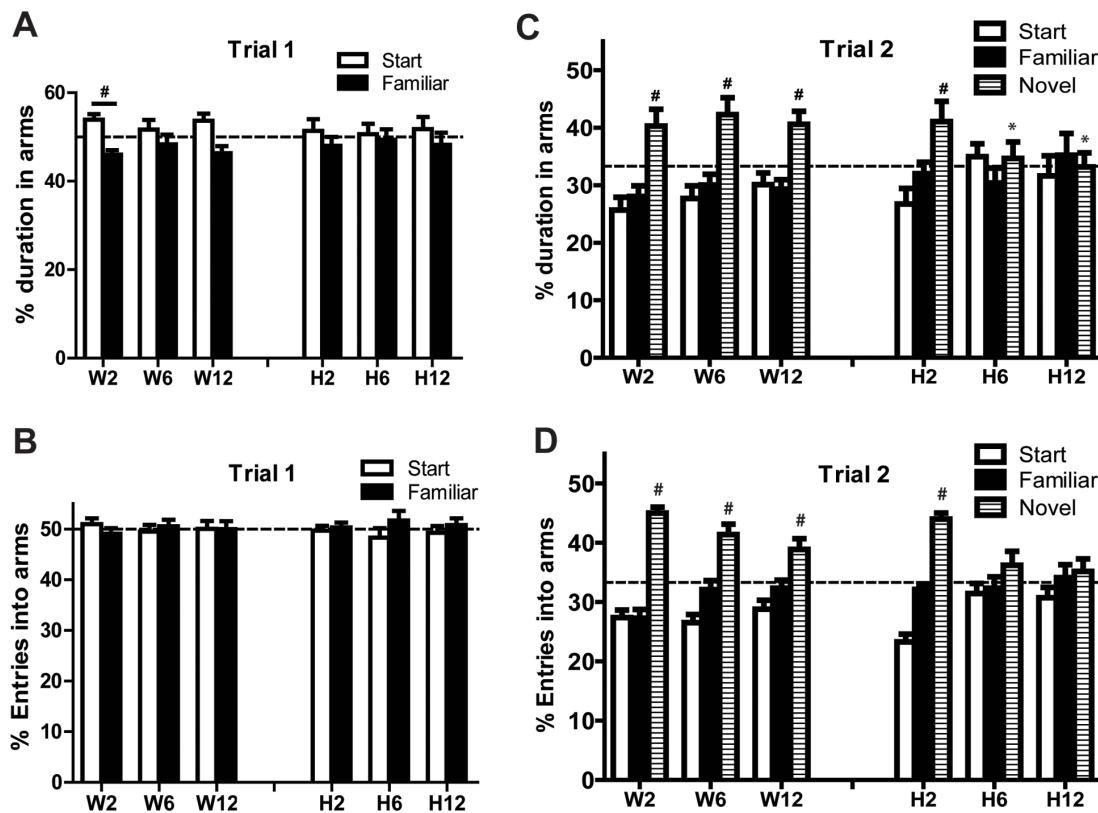 A
Trial 1
Start
Familiar
#
% duration in arms
60
40
20
0
W2 W6 W12 H2 H6 H12
C
Trial 2
Start
Familiar
Novel
# # # # * *
% duration in arms
50
40
30
20
10
0
W2 W6 W12 H2 H6 H12
B
Trial 1
Start
Familiar
% Entries into arms
60
50
40
30
20
10
0
W2 W6 W12 H2 H6 H12
D
Trial 2
Start
Familiar
Novel
# # # #
% Entries into arms
50
40
30
20
10
0
W2 W6 W12 H2 H6 H12